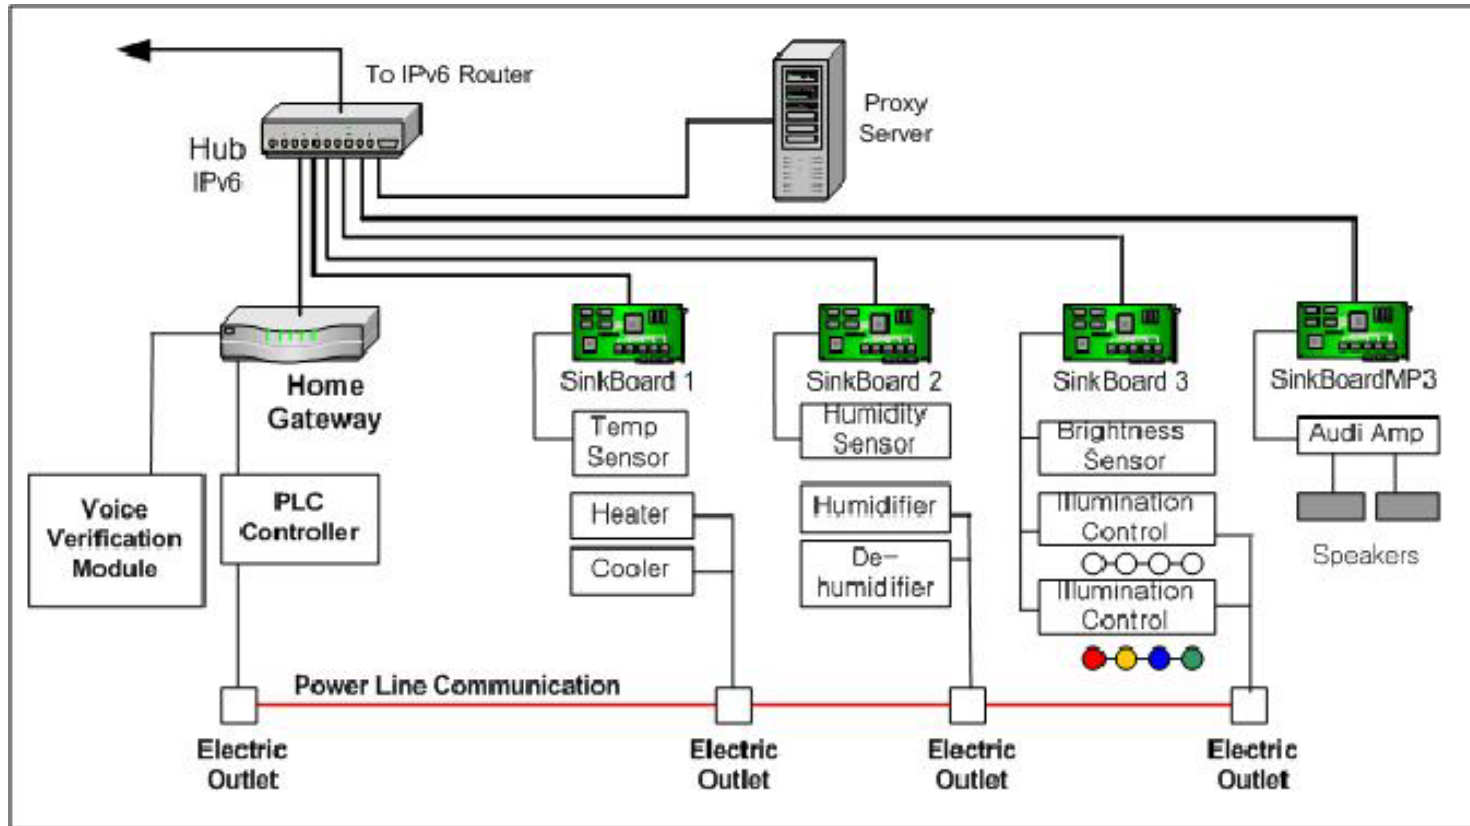 To IPv6 Router
Proxy
Server
Hub
IPv6
Home
Gateway
SinkBoard 1
SinkBoard 2
SinkBoard 3
SinkBoardMP3
Temp
Sensor
Humidity
Sensor
Brightness
Sensor
Audi Amp
Voice
Verification
Module
PLC
Controller
Heater
Cooler
Humidifier
De-
humidifier
Illumination
Control
Illumination
Control
Speakers
Power Line Communication
Electric
Outlet
Electric
Outlet
Electric
Outlet
Electric
Outlet